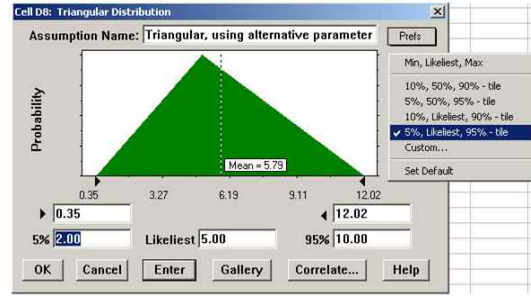 Cell D8: Triangular Distribution
Assumption Name: Triangular, using alternative parameter
Prefs
Min, Likeliest, Max
10%, 50%, 90% - tile
5%, 50%, 95% - tile
10%, Likeliest, 90% - tile
5%, Likeliest, 95% - tile
Custom...
Set Default
Probability
Mean = 5.79
0.35 3.27 6.19 9.11 12.02
0.35 12.02
5% 2.00 Likeliest 5.00 95% 10.00
OK Cancel Enter Gallery Correlate... Help